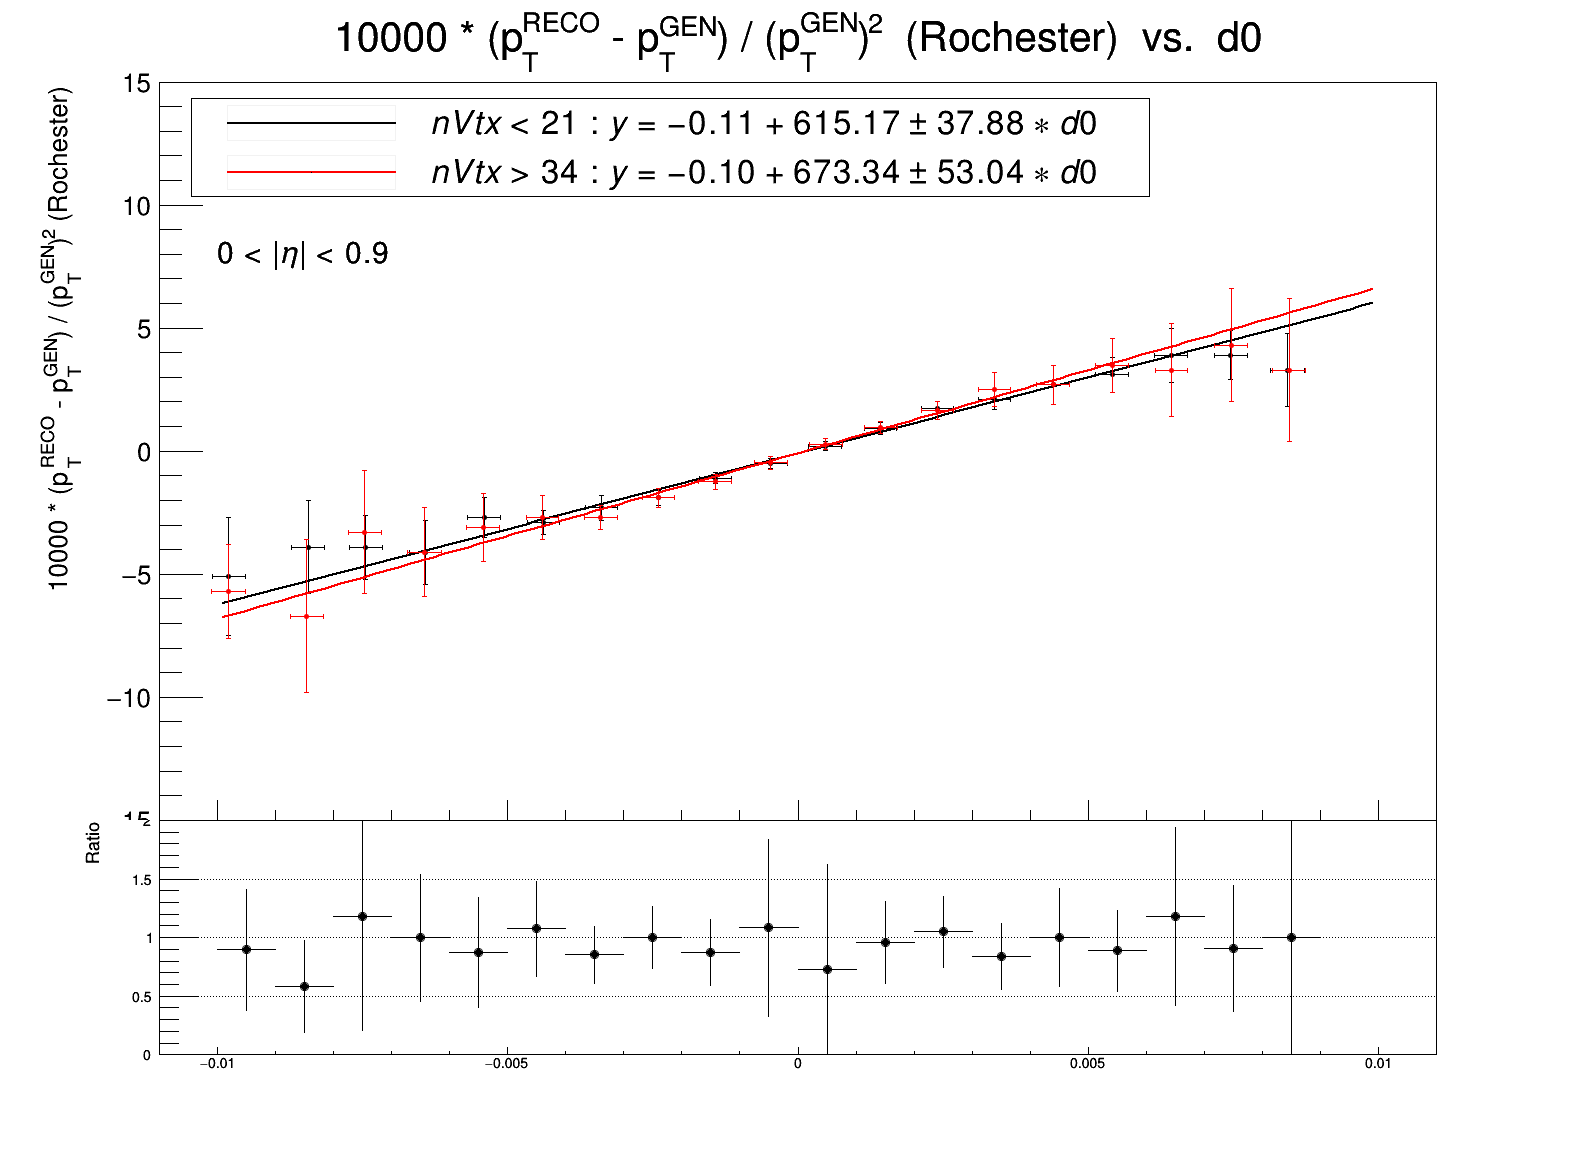 10000 * (p_T^RECO - p_T^GEN) / (p_T^GEN)^2 (Rochester) vs. d0
10000 * (p_T^RECO - p_T^GEN) / (p_T^GEN)^2 (Rochester)
15
nVtx < 21 : y = −0.11 + 615.17 ± 37.88 ∗ d0
nVtx > 34 : y = −0.10 + 673.34 ± 53.04 ∗ d0
10
0 < |η| < 0.9
5
0
−5
−10
Ratio
2
1.5
1
0.5
0
−0.01 −0.005 0 0.005 0.01